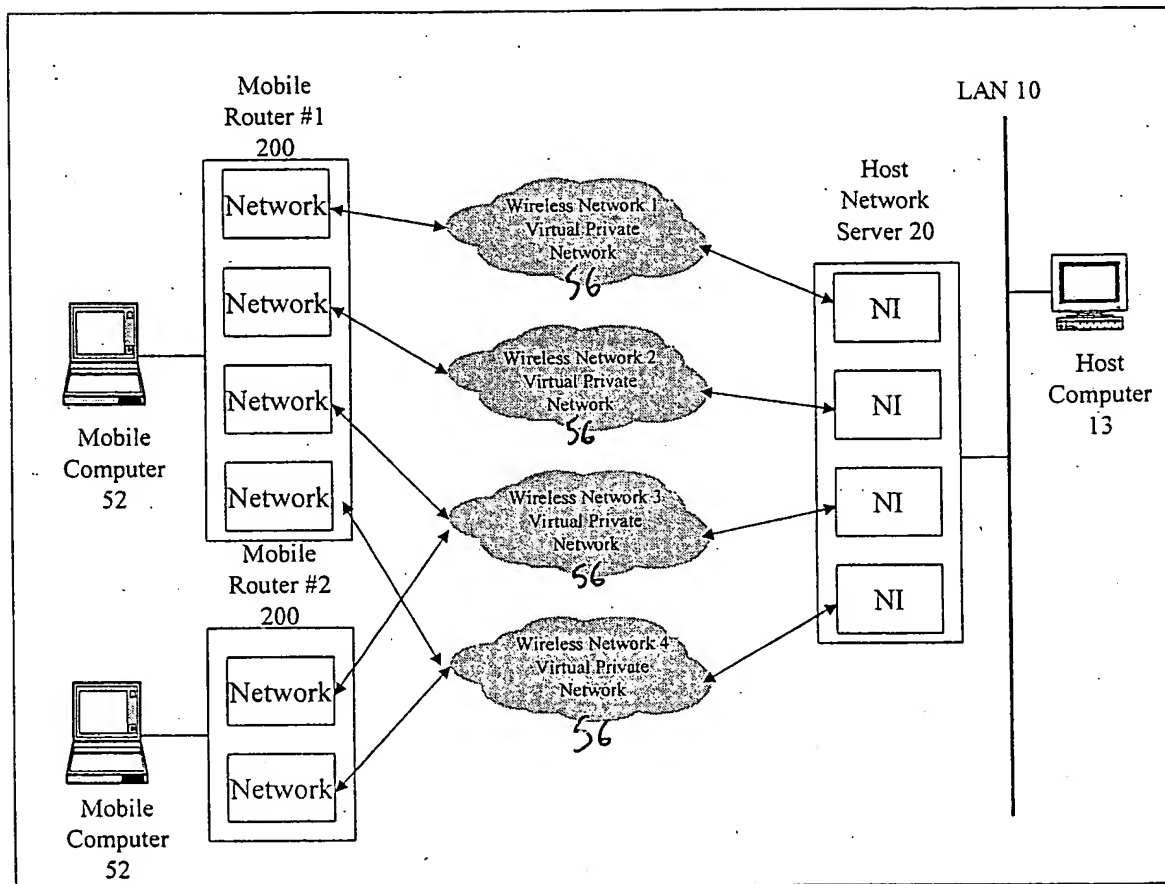 Mobile
Router #1
200
Network
Network
Network
Network
Mobile
Computer
52
Mobile
Router #2
200
Network
Network
Mobile
Computer
52
Wireless Network 1
Virtual Private
Network
56
Wireless Network 2
Virtual Private
Network
56
Wireless Network 3
Virtual Private
Network
56
Wireless Network 4
Virtual Private
Network
56
Host
Network
Server 20
NI
NI
NI
NI
LAN 10
Host
Computer
13